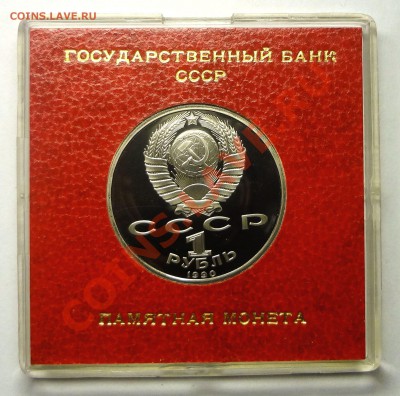 COINS.LAVE.RU
ГОСУДАРСТВЕННЫЙ БАНК
СССР
СССР
1
РУБЛЬ
1990
ПАМЯТНАЯ МОНЕТА